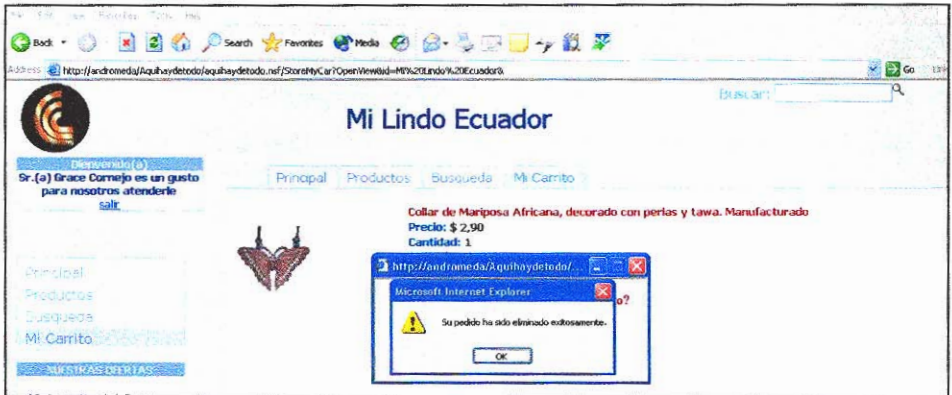 Back
Search Favorites Media
Address http://andromeda/Aquihaydetodo/aquihaydetodo.nsf/StoreMyCar?OpenView&id=Mi%20Lindo%20Ecuador& Go
Buscar:
Mi Lindo Ecuador
Bienvenido(a)
Sr.(a) Grace Cornejo es un gusto
para nosotros atenderle
salir
Principal Productos Busqueda Mi Carrito
Collar de Mariposa Africana, decorado con perlas y tawa. Manufacturado
Precio: $ 2,90
Cantidad: 1
http://andromeda/Aquihaydetodo/...
Microsoft Internet Explorer
o?
Su pedido ha sido eliminado exitosamente.
OK
Principal
Productos
Busqueda
Mi Carrito
NUESTRAS OFERTAS